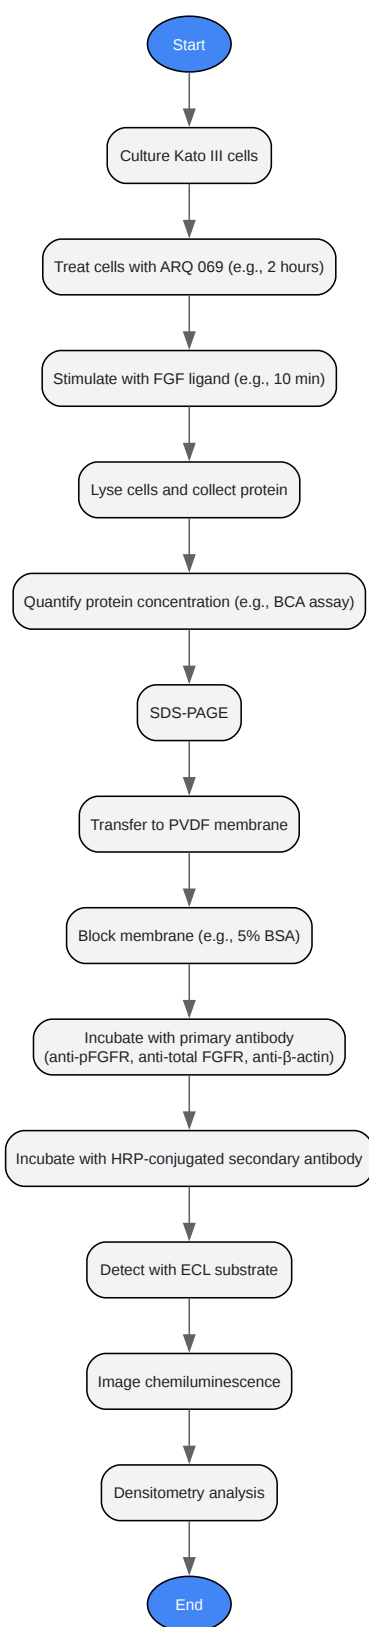 Start
Culture Kato III cells
Treat cells with ARQ 069 (e.g., 2 hours)
Stimulate with FGF ligand (e.g., 10 min)
Lyse cells and collect protein
Quantify protein concentration (e.g., BCA assay)
SDS-PAGE
Transfer to PVDF membrane
Block membrane (e.g., 5% BSA)
Incubate with primary antibody
(anti-pFGFR, anti-total FGFR, anti-β-actin)
Incubate with HRP-conjugated secondary antibody
Detect with ECL substrate
Image chemiluminescence
Densitometry analysis
End